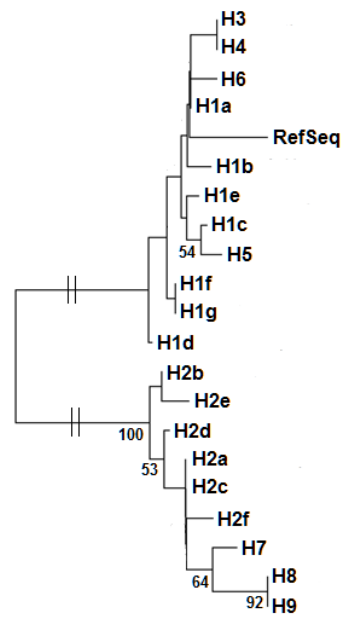 H3
H4
H6
H1a
RefSeq
H1b
H1e
H1c
54
H5
H1f
H1g
H1d
H2b
H2e
100
H2d
53
H2a
H2c
H2f
H7
64
H8
92
H9